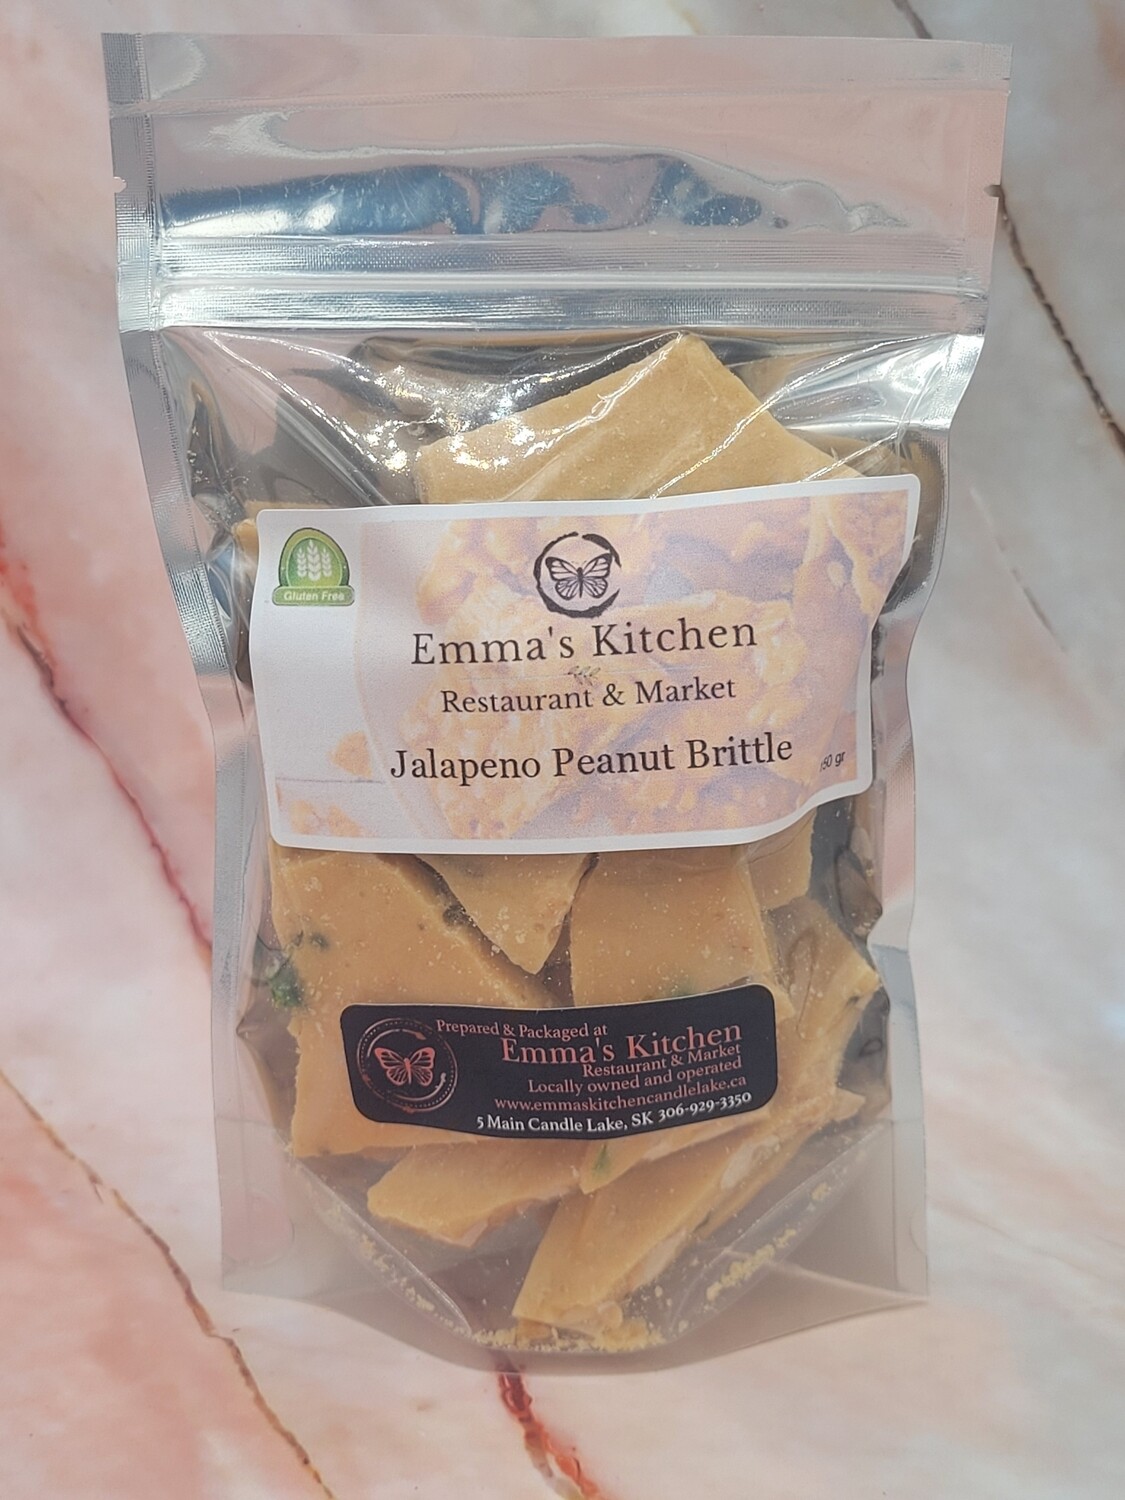 Gluten Free
Emma's Kitchen
Restaurant & Market
Jalapeno Peanut Brittle
gr
Prepared & Packaged at
Emma's Kitchen
Restaurant & Market
Locally owned and operated
www.emmaskitchencandlelake.ca
5 Main Candle Lake, SK 306-929-3350